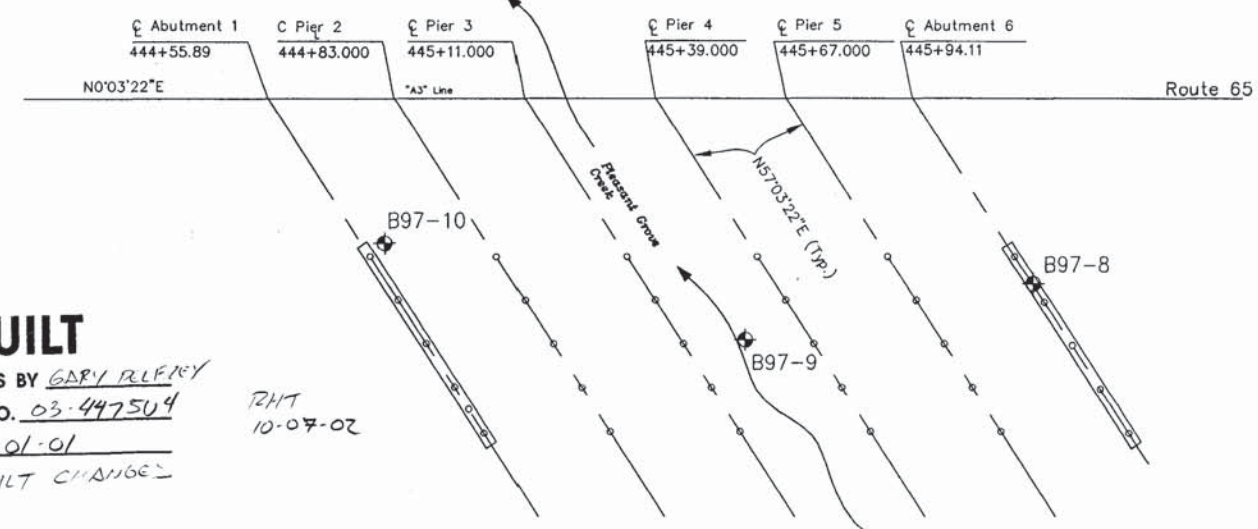 ℄ Abutment 1
444+55.89
C Pier 2
444+83.000
℄ Pier 3
445+11.000
℄ Pier 4
445+39.000
℄ Pier 5
445+67.000
℄ Abutment 6
445+94.11
N0°03'22"E
"A3" Line
Route 65
Pleasant Grove
Creek
N57°03'22"E (Typ.)
B97-10
B97-8
B97-9
UILT
S BY GARY
O. 03-447504
01-01
ILT CHANGES
RHT
10-07-02